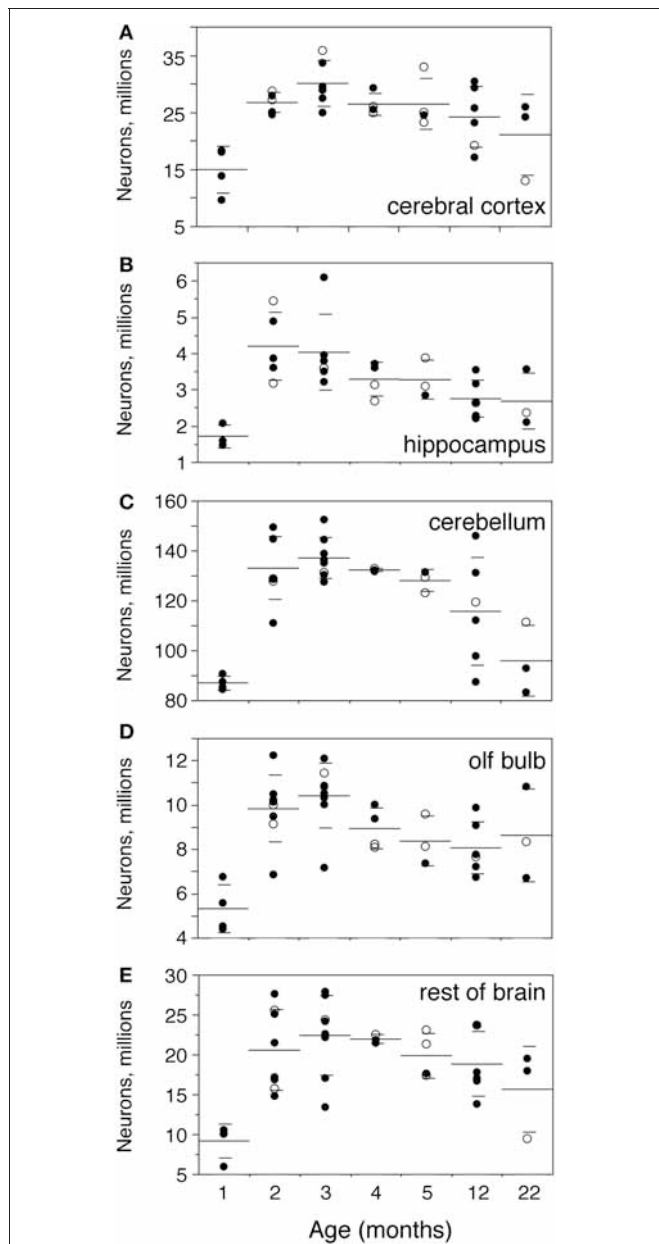 A
Neurons, millions
35
25
15
5
cerebral cortex
B
Neurons, millions
6
5
4
3
2
1
hippocampus
C
Neurons, millions
160
140
120
100
80
cerebellum
D
Neurons, millions
12
10
8
6
4
olf bulb
E
Neurons, millions
30
25
20
15
10
5
rest of brain
1 2 3 4 5 12 22
Age (months)